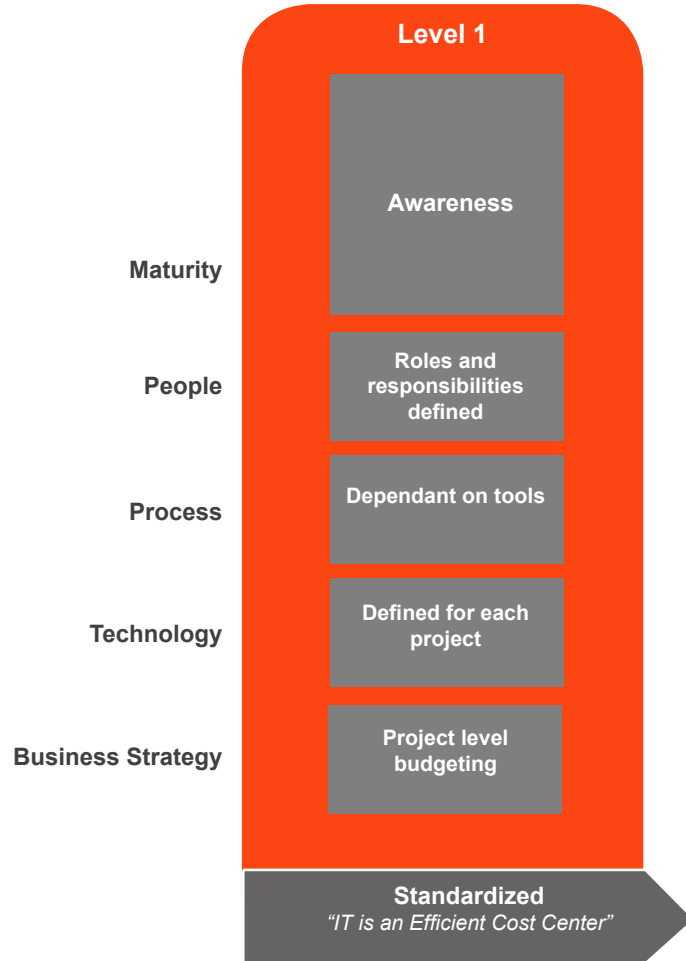 Level 1
Awareness
Maturity
People
Roles and
responsibilities
defined
Process
Dependant on tools
Technology
Defined for each
project
Business Strategy
Project level
budgeting
Standardized
“IT is an Efficient Cost Center”